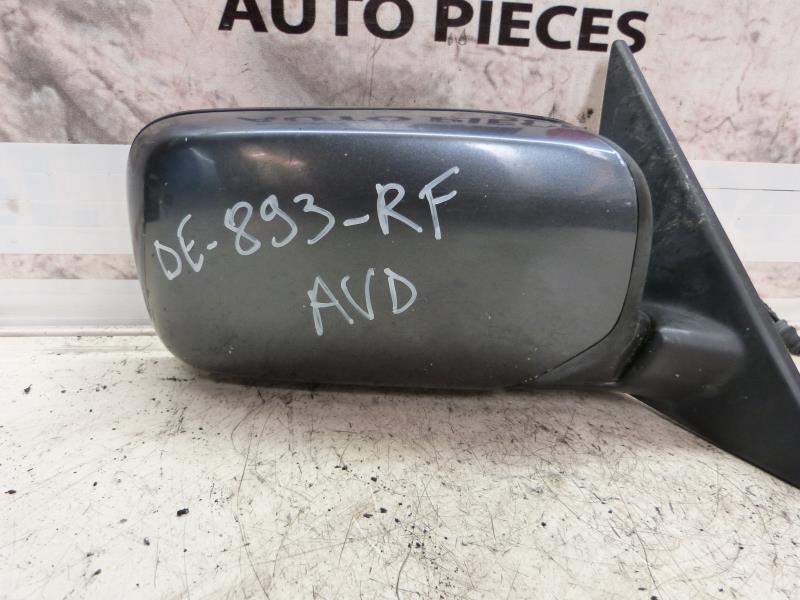 AUTO PIECES
DE-893-RF
AVD